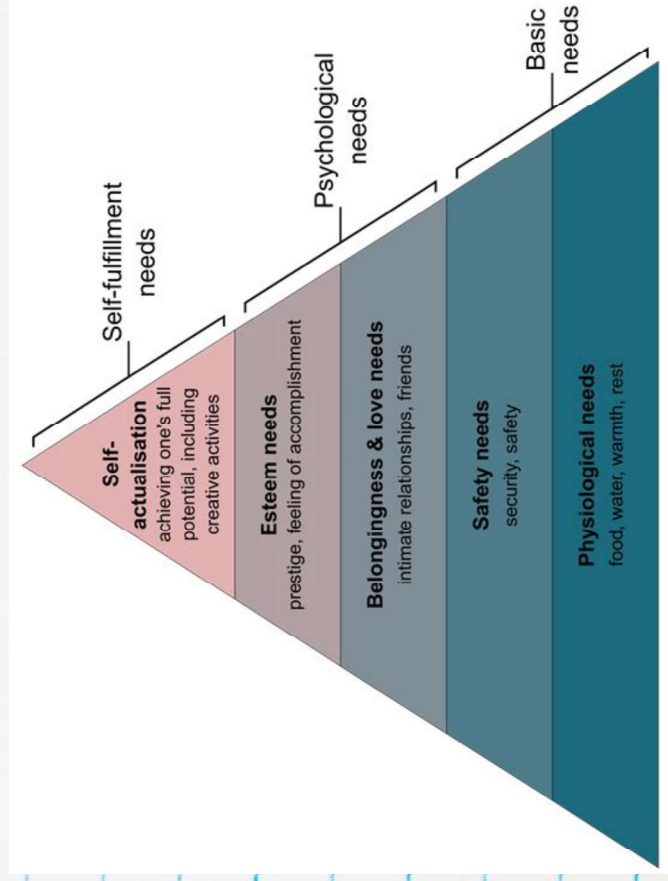 Self-fulfillment
needs
Self-
actualisation
achieving one's full
potential, including
creative activities
Psychological
needs
Esteem needs
prestige, feeling of accomplishment
Belongingness & love needs
intimate relationships, friends
Basic
needs
Safety needs
security, safety
Physiological needs
food, water, warmth, rest